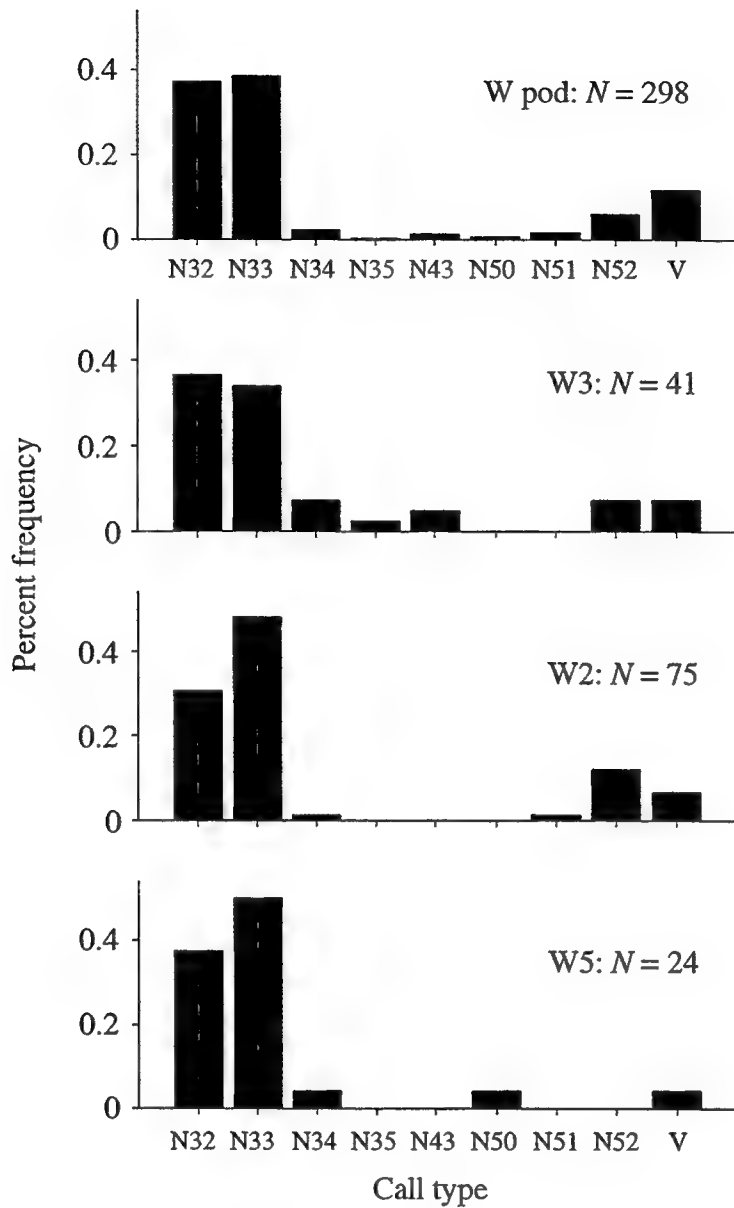 0.4
W pod: N = 298
0.2
0
N32 N33 N34 N35 N43 N50 N51 N52 V
0.4
W3: N = 41
0.2
0
Percent frequency
0.4
W2: N = 75
0.2
0
0.4
W5: N = 24
0.2
0
N32 N33 N34 N35 N43 N50 N51 N52 V
Call type